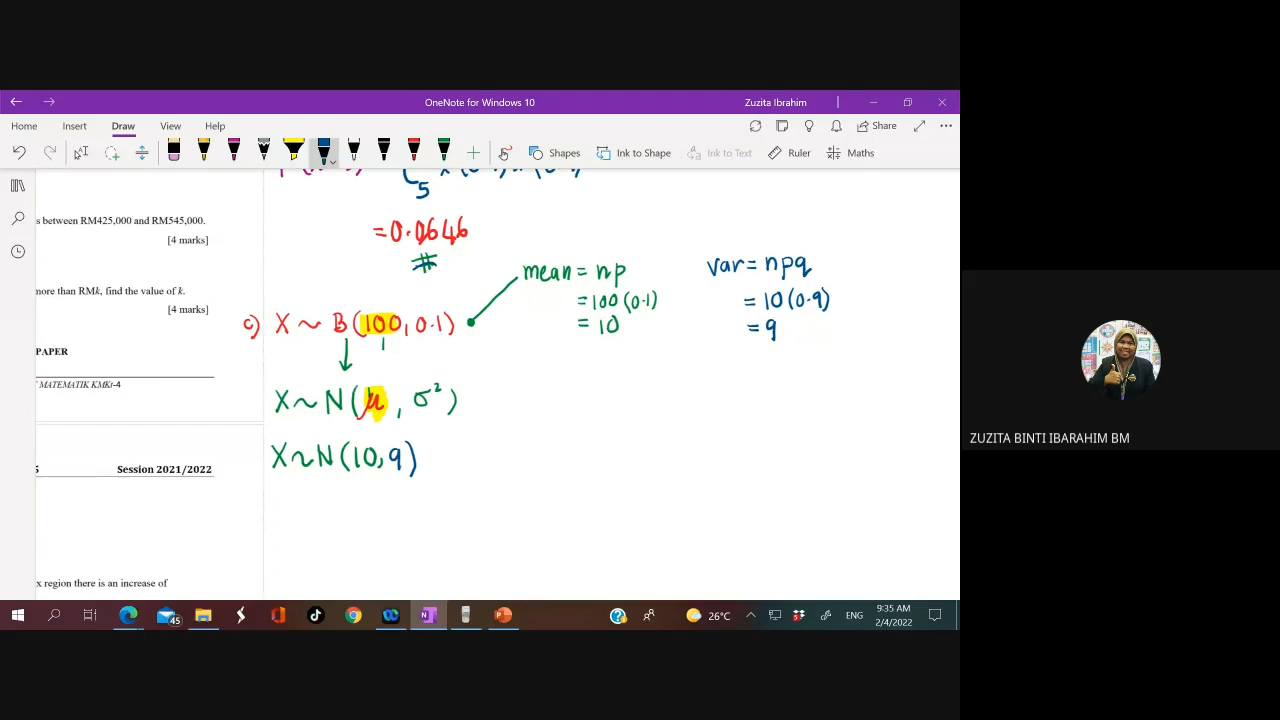 OneNote for Windows 10
Zuzita Ibrahim
Home Insert Draw View Help
Share
Shapes Ink to Shape Ink to Text Ruler Maths
5
s between RM425,000 and RM545,000.
[4 marks]
= 0.0646
#
mean = np
= 100 (0.1)
= 10
var = npq
= 10 (0.9)
= 9
more than RMk, find the value of k.
[4 marks]
c) X ~ B(100, 0.1)
PAPER
MATEMATIK KMKt-4
X ~ N(μ, σ²)
X ~ N(10, 9)
5 Session 2021/2022
x region there is an increase of
ZUZITA BINTI IBARAHIM BM
45
26°C
ENG
9:35 AM
2/4/2022